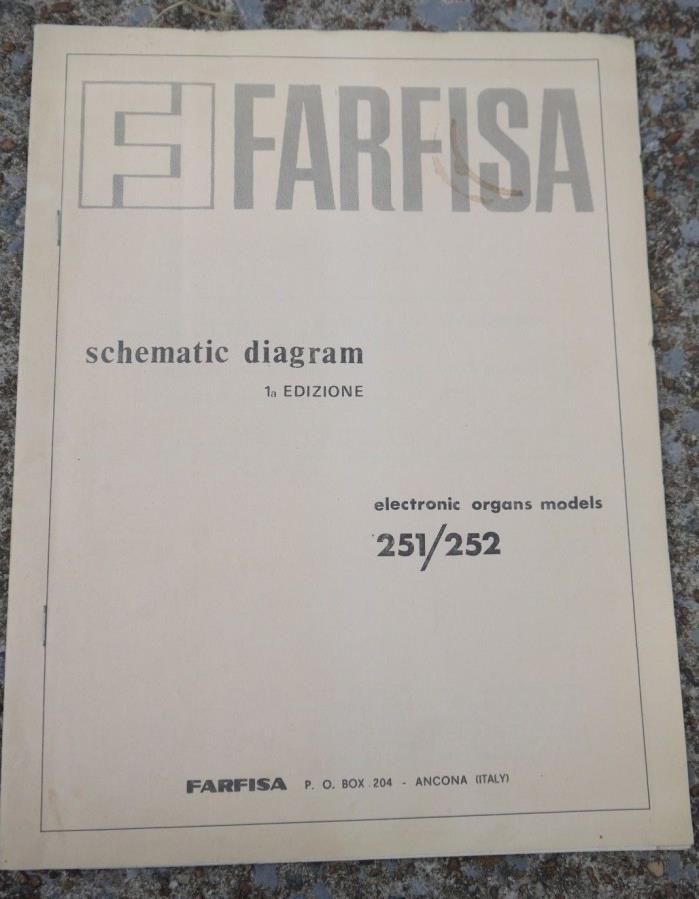 FARFISA
schematic diagram
1a EDIZIONE
electronic organs models
251/252
FARFISA P. O. BOX 204 - ANCONA (ITALY)